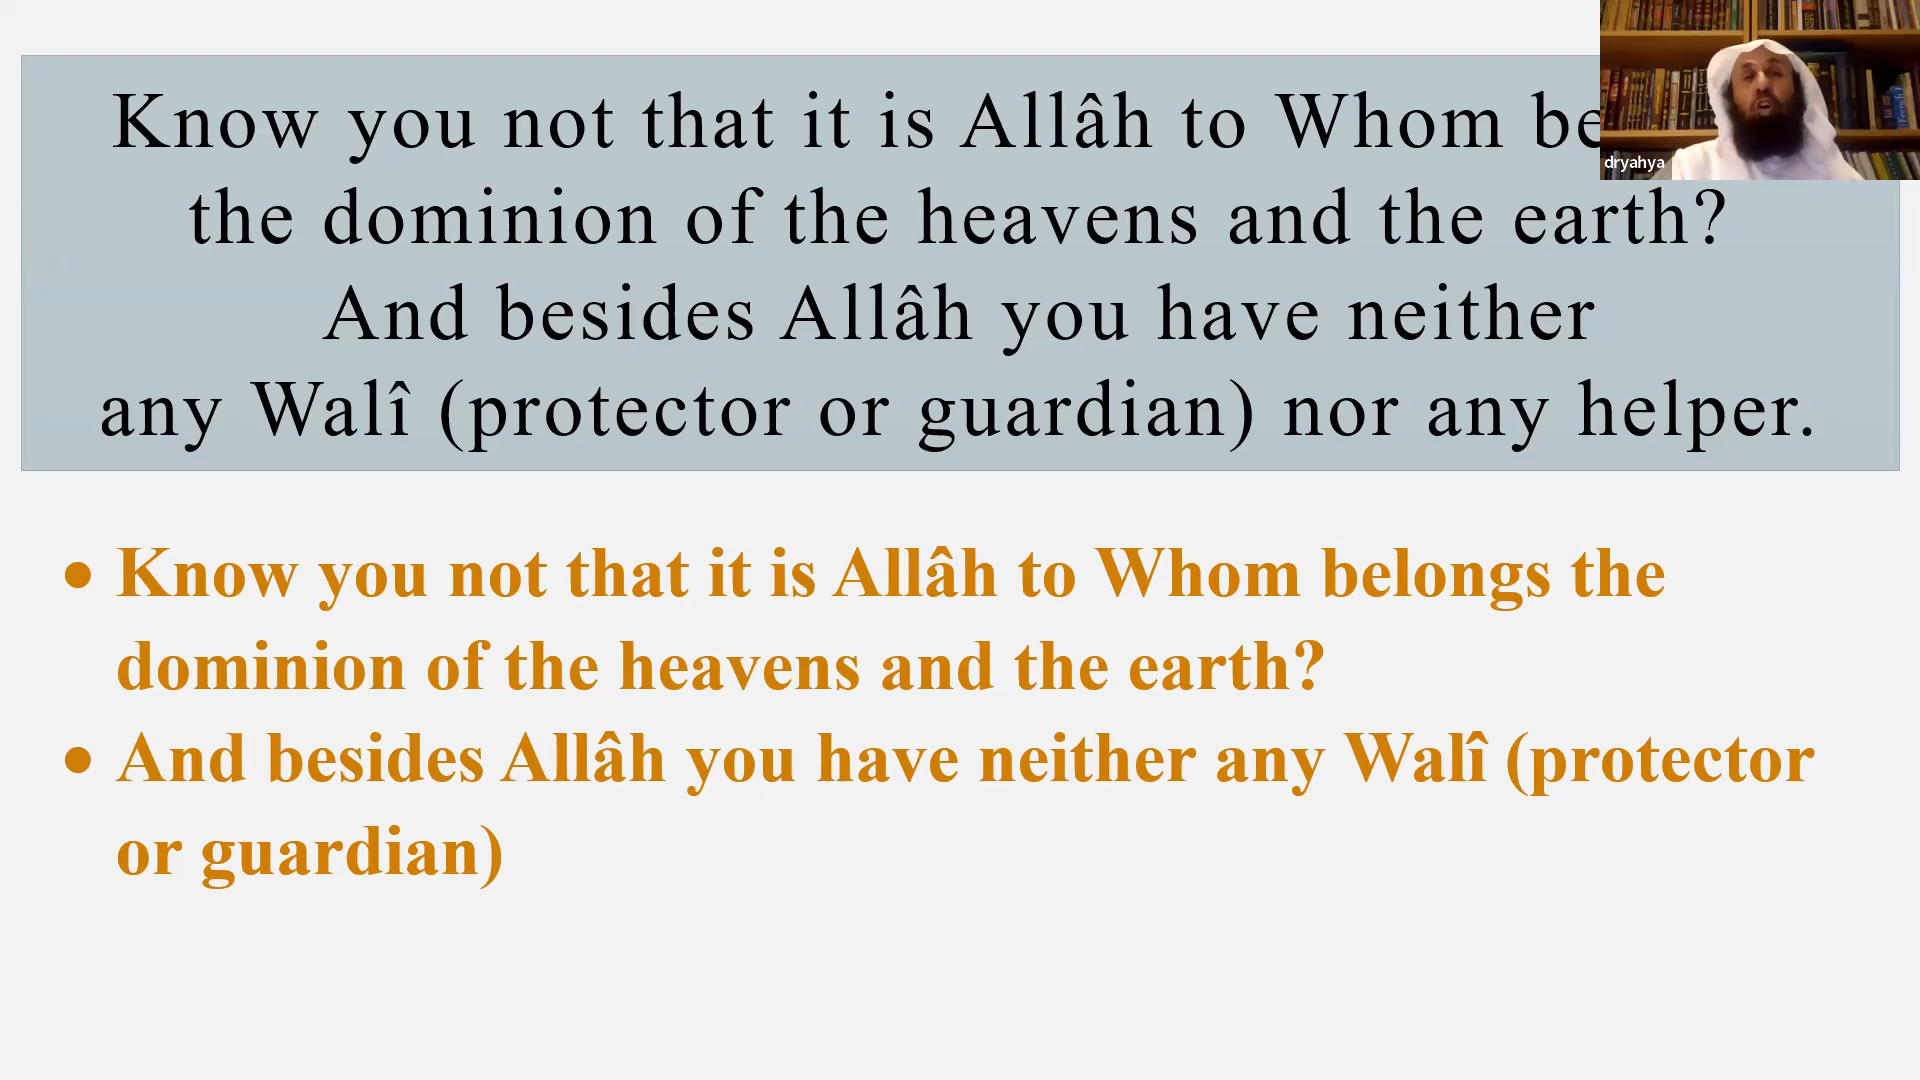 Know you not that it is Allâh to Whom be
the dominion of the heavens and the earth?
And besides Allâh you have neither
any Walî (protector or guardian) nor any helper.
dryahya
• Know you not that it is Allâh to Whom belongs the
dominion of the heavens and the earth?
• And besides Allâh you have neither any Walî (protector
or guardian)